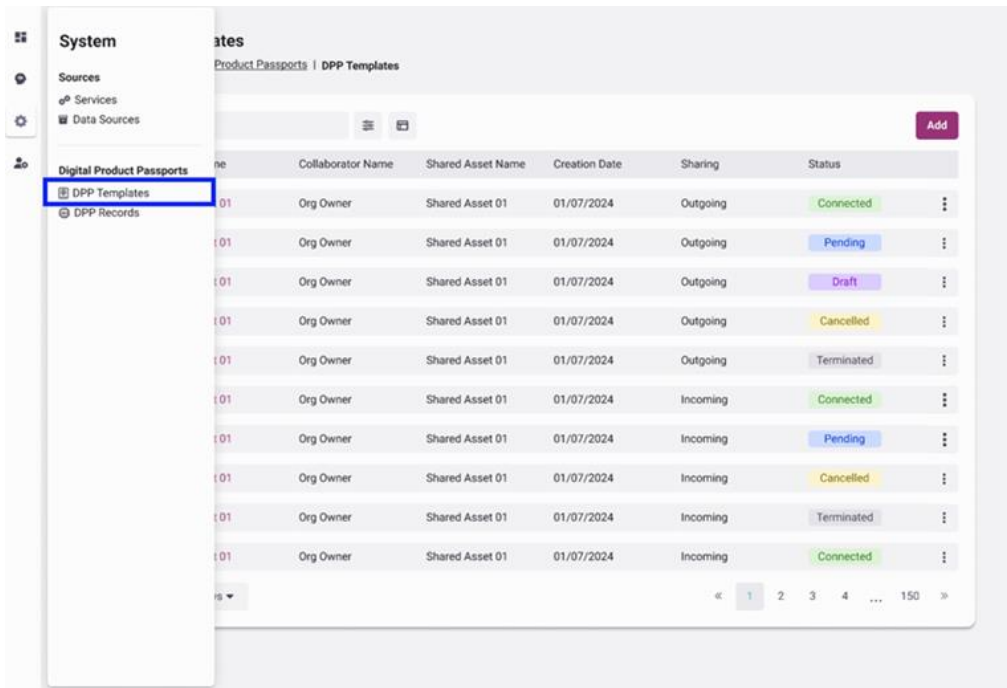 System
ates
Product Passports | DPP Templates
Sources
Services
Data Sources
Add
Digital Product Passports
DPP Templates
DPP Records
ne Collaborator Name Shared Asset Name Creation Date Sharing Status
01 Org Owner Shared Asset 01 01/07/2024 Outgoing Connected
t 01 Org Owner Shared Asset 01 01/07/2024 Outgoing Pending
t 01 Org Owner Shared Asset 01 01/07/2024 Outgoing Draft
t 01 Org Owner Shared Asset 01 01/07/2024 Outgoing Cancelled
t 01 Org Owner Shared Asset 01 01/07/2024 Outgoing Terminated
t 01 Org Owner Shared Asset 01 01/07/2024 Incoming Connected
t 01 Org Owner Shared Asset 01 01/07/2024 Incoming Pending
t 01 Org Owner Shared Asset 01 01/07/2024 Incoming Cancelled
t 01 Org Owner Shared Asset 01 01/07/2024 Incoming Terminated
t 01 Org Owner Shared Asset 01 01/07/2024 Incoming Connected
vs « 1 2 3 4 ... 150 »